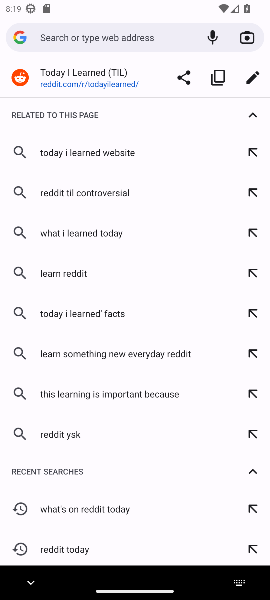 8:19
Search or type web address
Today I Learned (TIL)
reddit.com/r/todayilearned/
RELATED TO THIS PAGE
today i learned website
reddit til controversial
what i learned today
learn reddit
today i learned' facts
learn something new everyday reddit
this learning is important because
reddit ysk
RECENT SEARCHES
what's on reddit today
reddit today